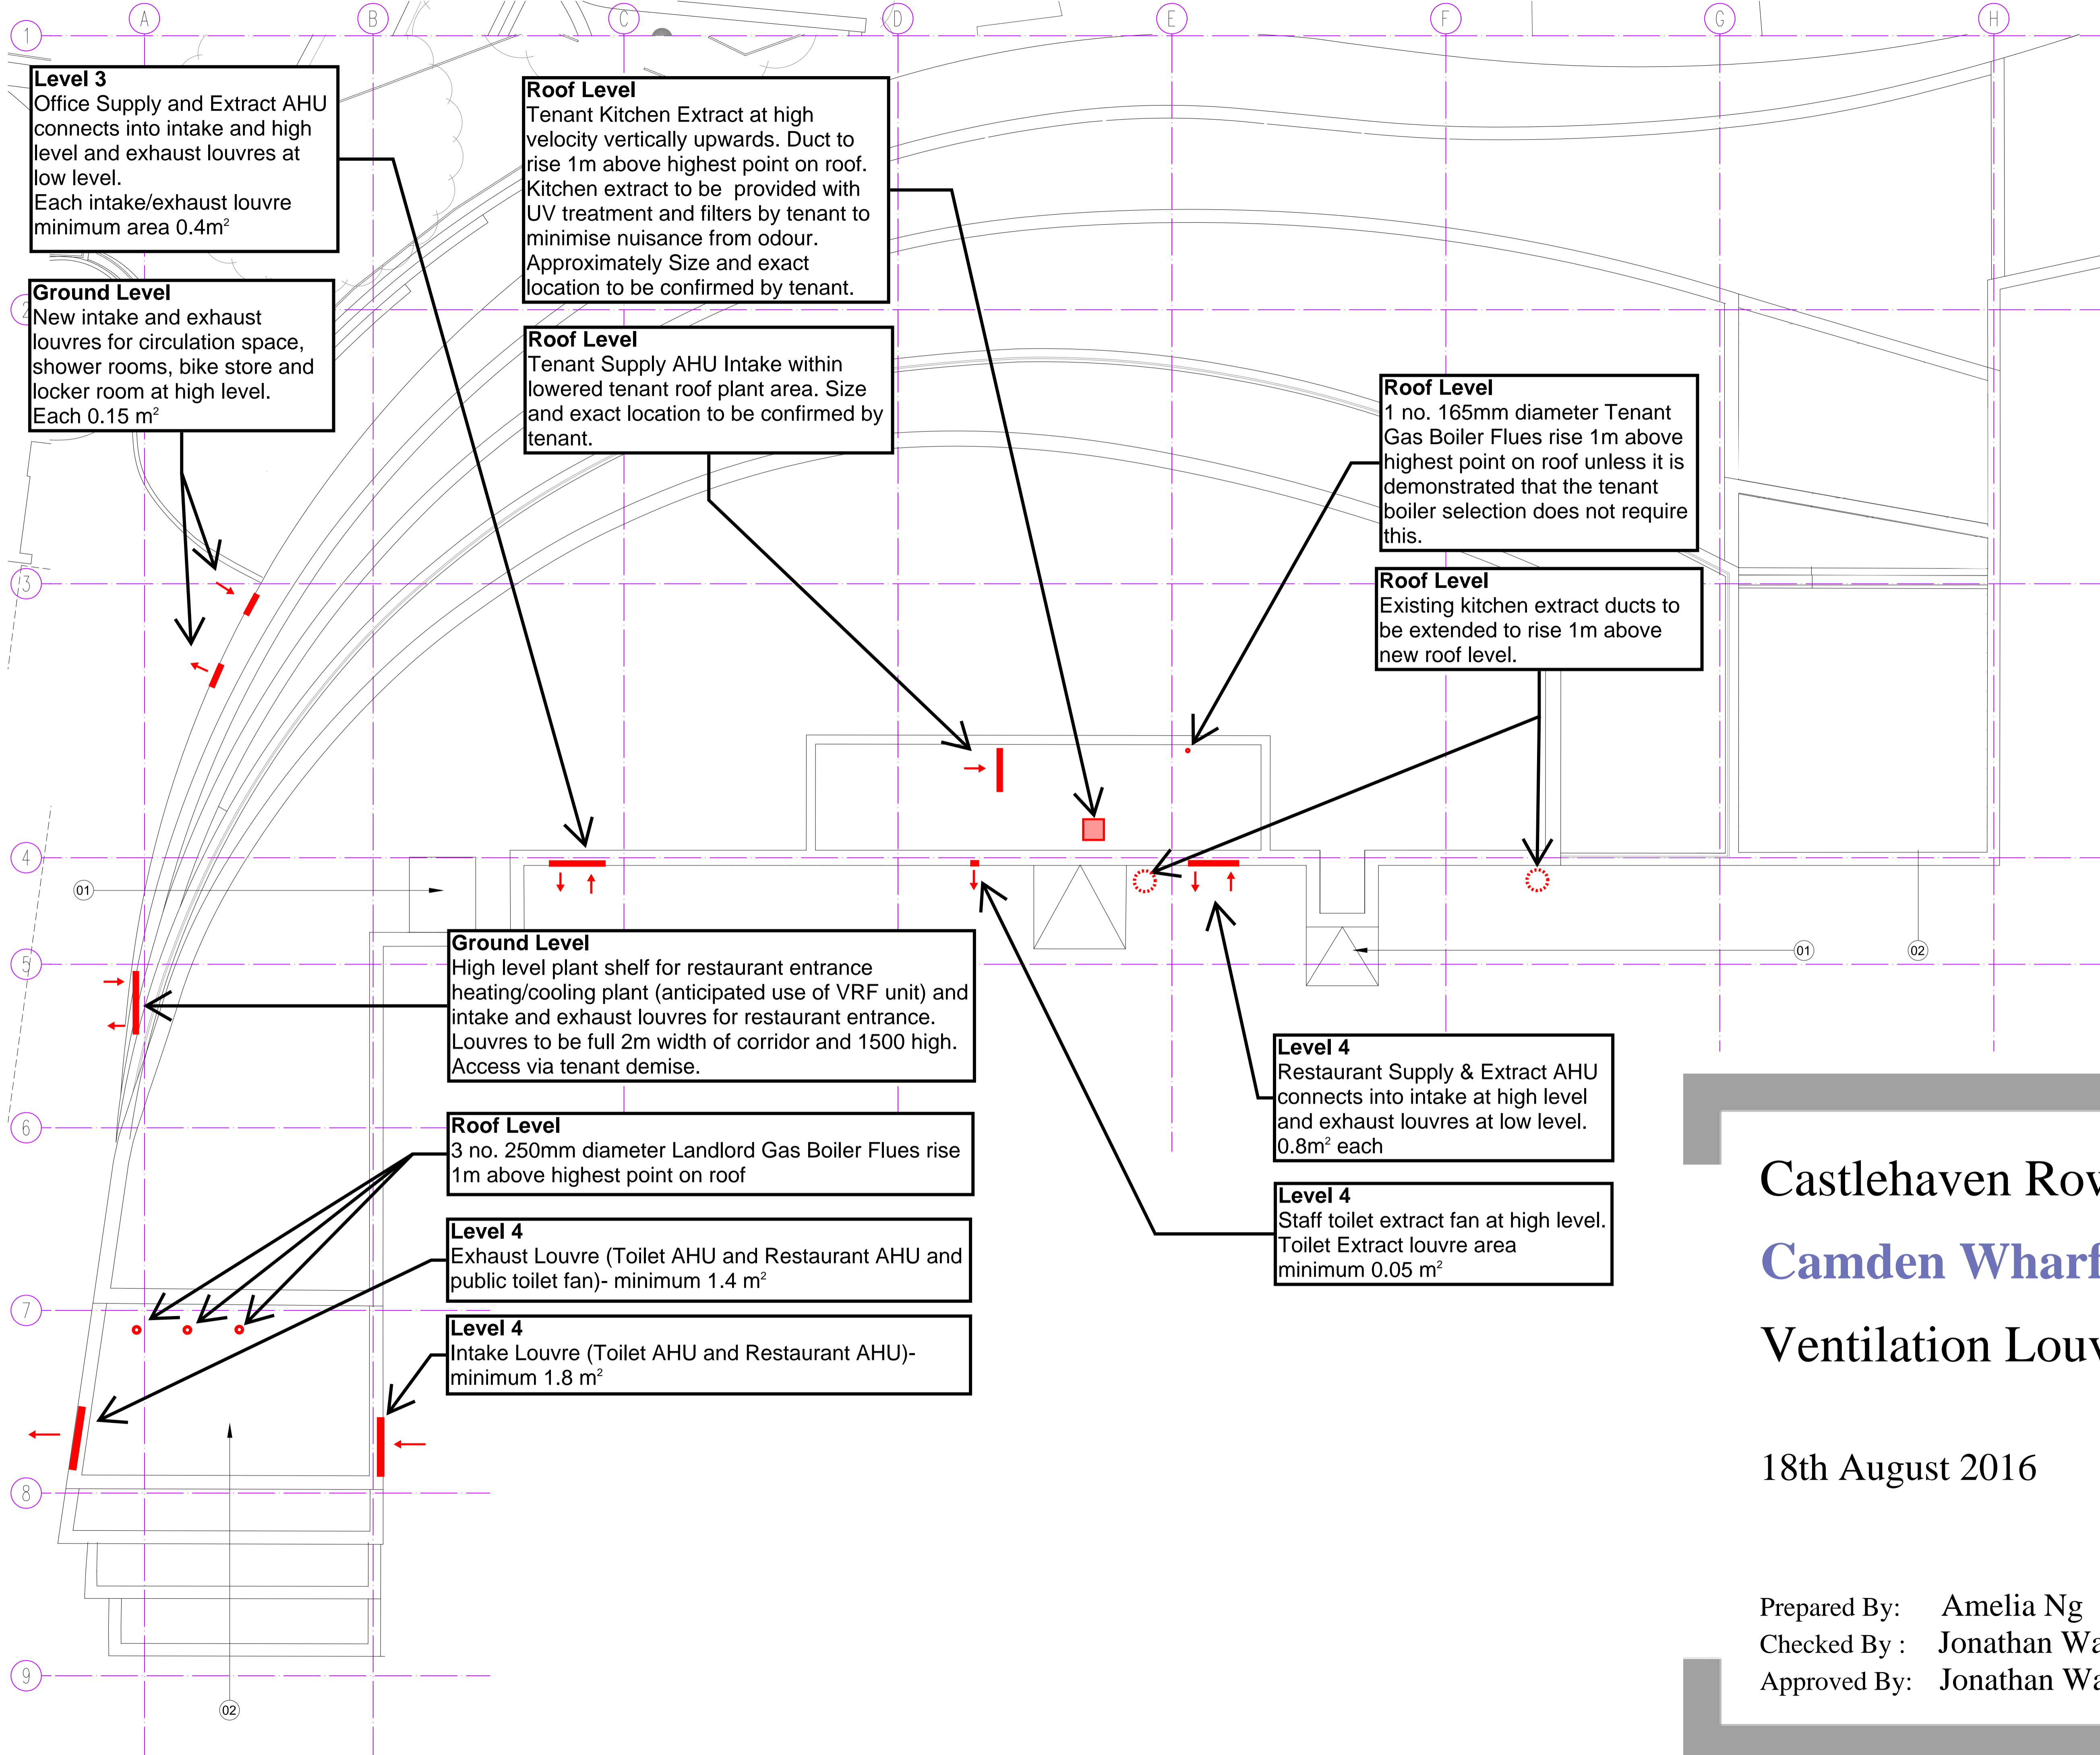 A
B
C
D
E
F
G
H
1
2
3
4
5
6
7
8
9
Level 3
Office Supply and Extract AHU
connects into intake and high
level and exhaust louvres at
low level.
Each intake/exhaust louvre
minimum area 0.4m²
Ground Level
New intake and exhaust
louvres for circulation space,
shower rooms, bike store and
locker room at high level.
Each 0.15 m²
Roof Level
Tenant Kitchen Extract at high
velocity vertically upwards. Duct to
rise 1m above highest point on roof.
Kitchen extract to be provided with
UV treatment and filters by tenant to
minimise nuisance from odour.
Approximately Size and exact
location to be confirmed by tenant.
Roof Level
Tenant Supply AHU Intake within
lowered tenant roof plant area. Size
and exact location to be confirmed by
tenant.
Roof Level
1 no. 165mm diameter Tenant
Gas Boiler Flues rise 1m above
highest point on roof unless it is
demonstrated that the tenant
boiler selection does not require
this.
Roof Level
Existing kitchen extract ducts to
be extended to rise 1m above
new roof level.
01
01
02
Ground Level
High level plant shelf for restaurant entrance
heating/cooling plant (anticipated use of VRF unit) and
intake and exhaust louvres for restaurant entrance.
Louvres to be full 2m width of corridor and 1500 high.
Access via tenant demise.
Roof Level
3 no. 250mm diameter Landlord Gas Boiler Flues rise
1m above highest point on roof
Level 4
Exhaust Louvre (Toilet AHU and Restaurant AHU and
public toilet fan)- minimum 1.4 m²
Level 4
Intake Louvre (Toilet AHU and Restaurant AHU)-
minimum 1.8 m²
Level 4
Restaurant Supply & Extract AHU
connects into intake at high level
and exhaust louvres at low level.
0.8m² each
Level 4
Staff toilet extract fan at high level.
Toilet Extract louvre area
minimum 0.05 m²
02
Castlehaven Row
Camden Wharf
Ventilation Louv
18th August 2016
Prepared By: Amelia Ng
Checked By : Jonathan Wa
Approved By: Jonathan Wa